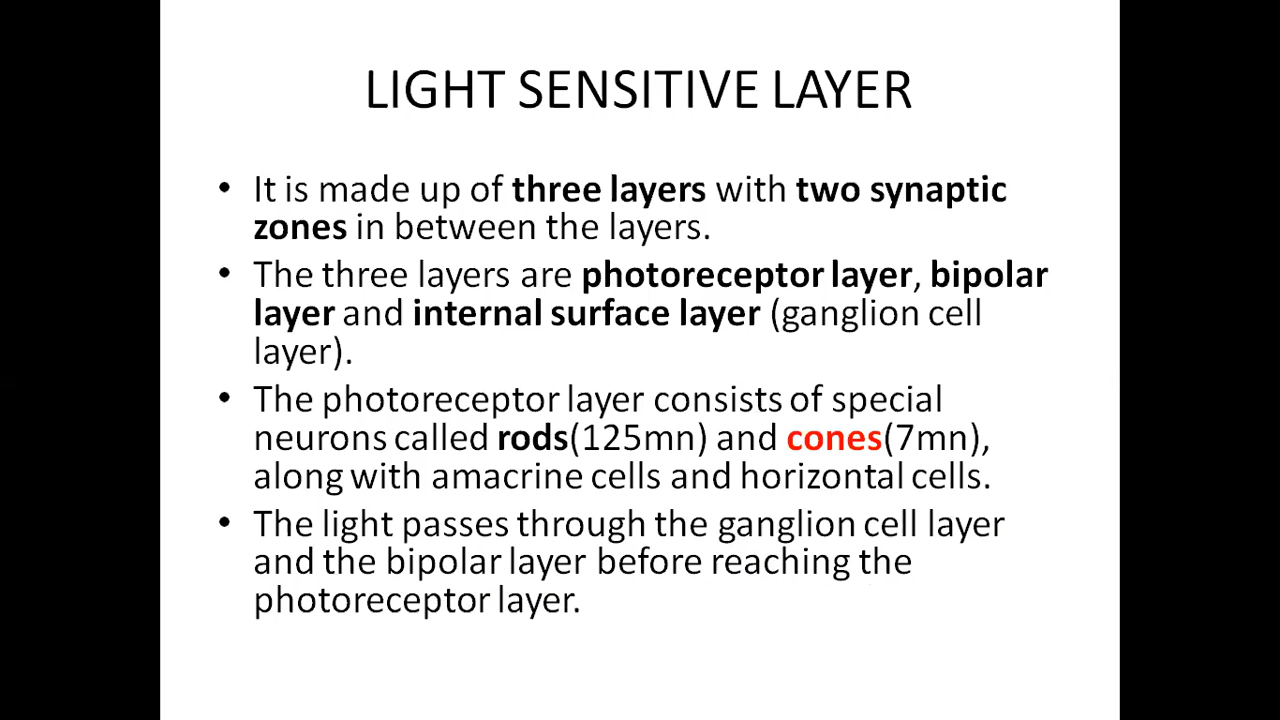 LIGHT SENSITIVE LAYER
• It is made up of three layers with two synaptic
zones in between the layers.
• The three layers are photoreceptor layer, bipolar
layer and internal surface layer (ganglion cell
layer).
• The photoreceptor layer consists of special
neurons called rods(125mn) and cones(7mn),
along with amacrine cells and horizontal cells.
• The light passes through the ganglion cell layer
and the bipolar layer before reaching the
photoreceptor layer.